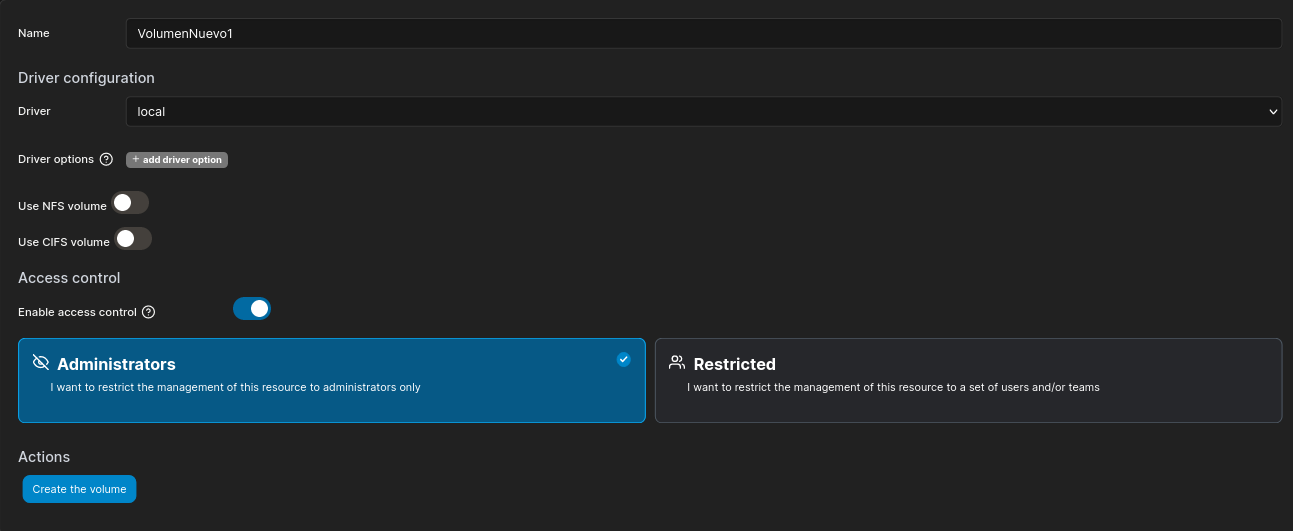 Name VolumenNuevo1
Driver configuration
Driver local
Driver options + add driver option
Use NFS volume
Use CIFS volume
Access control
Enable access control
Administrators
I want to restrict the management of this resource to administrators only
Restricted
I want to restrict the management of this resource to a set of users and/or teams
Actions
Create the volume